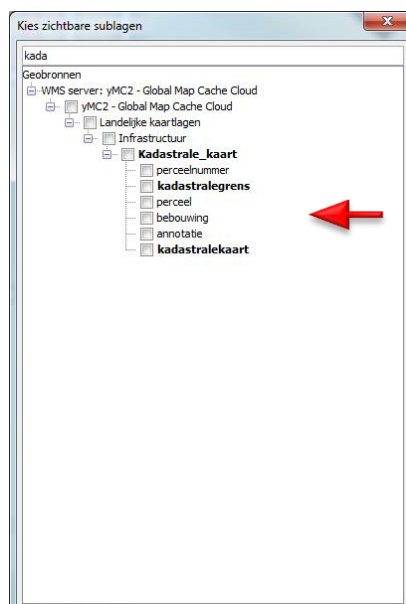 Kies zichtbare sublagen
kada
Geobronnen
WMS server: yMC2 - Global Map Cache Cloud
yMC2 - Global Map Cache Cloud
Landelijke kaartlagen
Infrastructuur
Kadastrale_kaart
perceelnummer
kadastralegrens
perceel
bebouwing
annotatie
kadastralekaart